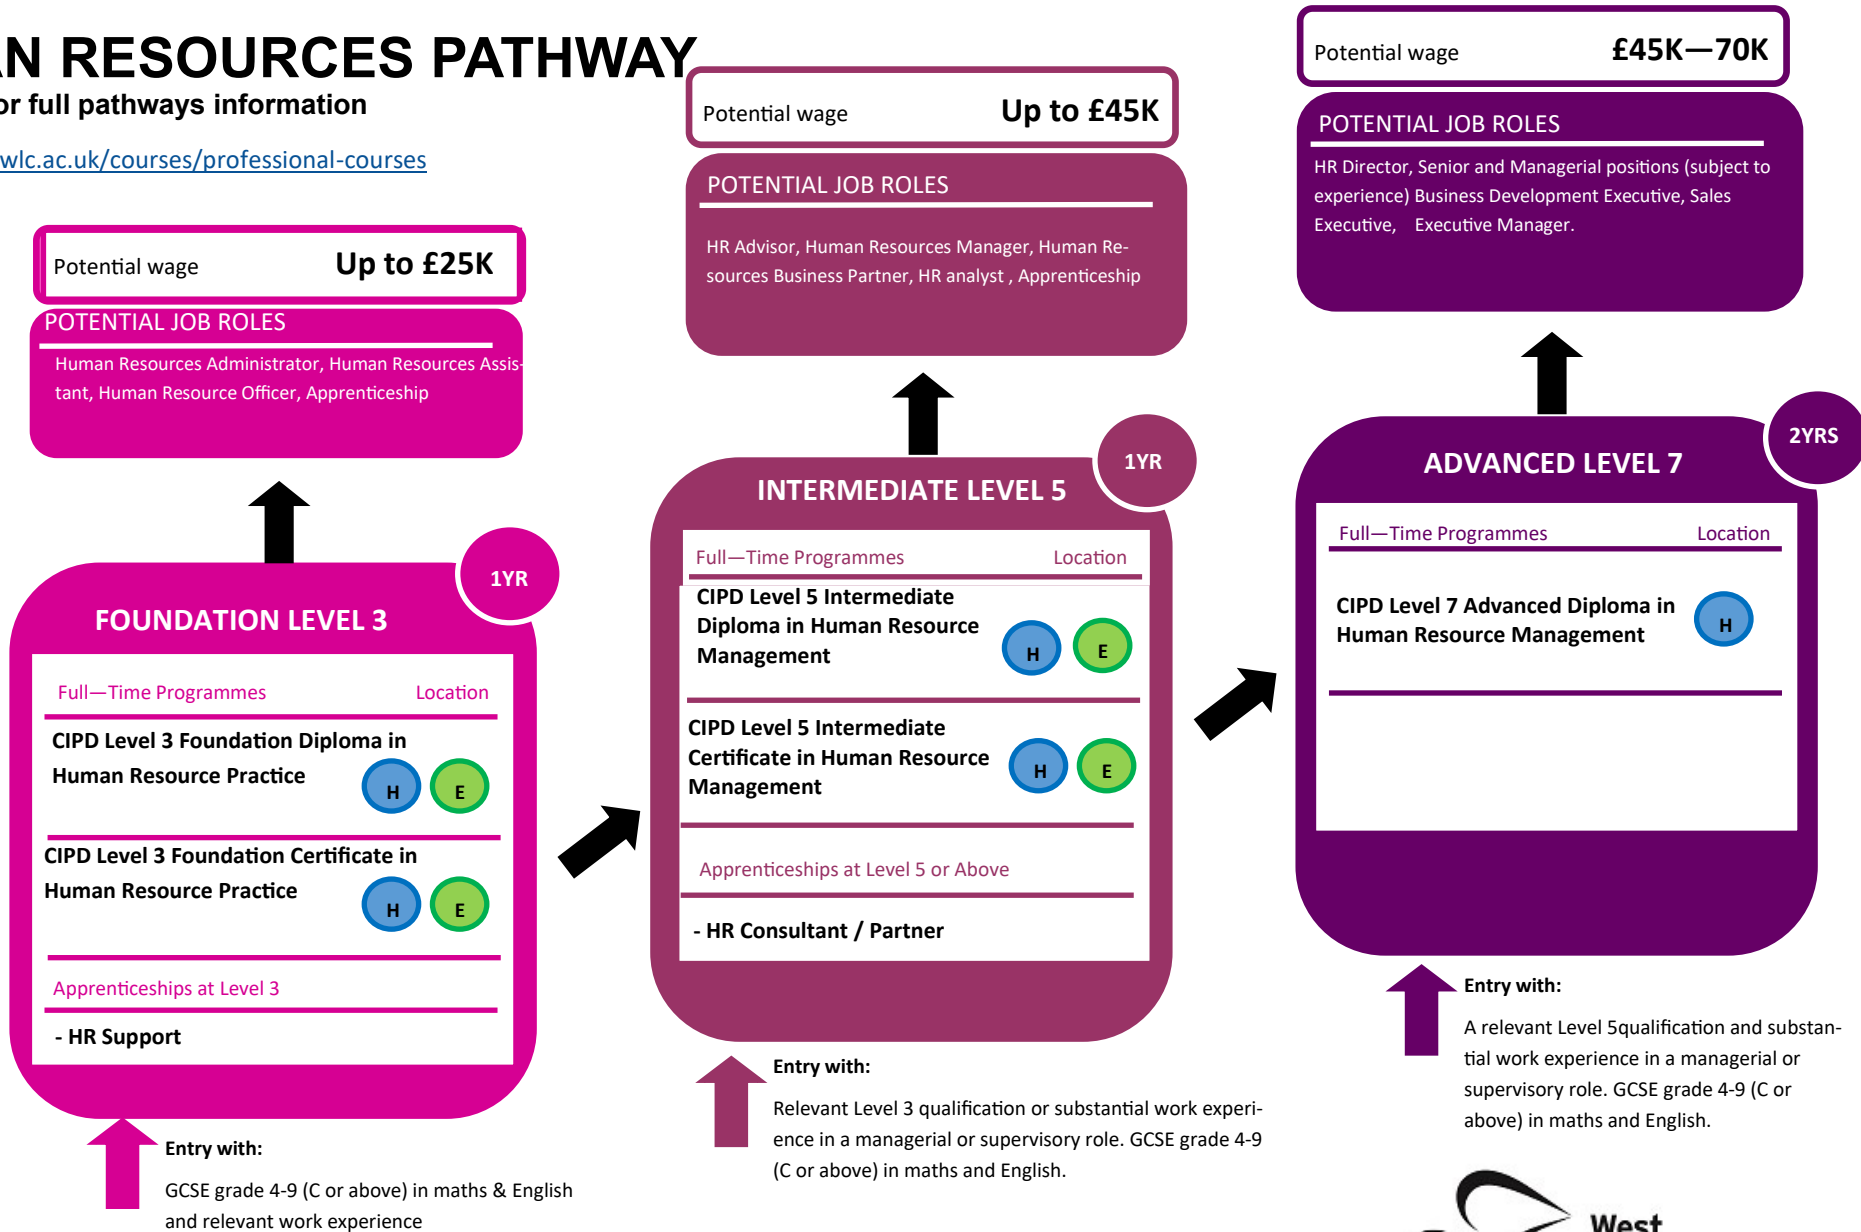 AN RESOURCES PATHWAY
or full pathways information
wlc.ac.uk/courses/professional-courses
Potential wage Up to £25K
POTENTIAL JOB ROLES
Human Resources Administrator, Human Resources Assis-
tant, Human Resource Officer, Apprenticeship
1YR
FOUNDATION LEVEL 3
Full—Time Programmes Location
CIPD Level 3 Foundation Diploma in
Human Resource Practice
H E
CIPD Level 3 Foundation Certificate in
Human Resource Practice
H E
Apprenticeships at Level 3
- HR Support
Entry with:
GCSE grade 4-9 (C or above) in maths & English
and relevant work experience
Potential wage Up to £45K
POTENTIAL JOB ROLES
HR Advisor, Human Resources Manager, Human Re-
sources Business Partner, HR analyst , Apprenticeship
1YR
INTERMEDIATE LEVEL 5
Full—Time Programmes Location
CIPD Level 5 Intermediate
Diploma in Human Resource
Management
H E
CIPD Level 5 Intermediate
Certificate in Human Resource
Management
H E
Apprenticeships at Level 5 or Above
- HR Consultant / Partner
Entry with:
Relevant Level 3 qualification or substantial work experi-
ence in a managerial or supervisory role. GCSE grade 4-9
(C or above) in maths and English.
Potential wage £45K—70K
POTENTIAL JOB ROLES
HR Director, Senior and Managerial positions (subject to
experience) Business Development Executive, Sales
Executive, Executive Manager.
2YRS
ADVANCED LEVEL 7
Full—Time Programmes Location
CIPD Level 7 Advanced Diploma in
Human Resource Management
H
Entry with:
A relevant Level 5qualification and substan-
tial work experience in a managerial or
supervisory role. GCSE grade 4-9 (C or
above) in maths and English.
West